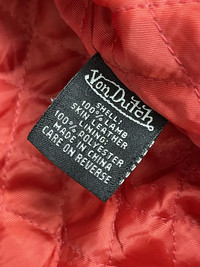 Von Dutch
SHELL:
100% LAMB
SKIN LEATHER
LINING:
100% POLYESTER
MADE IN CHINA
CARE ON REVERSE